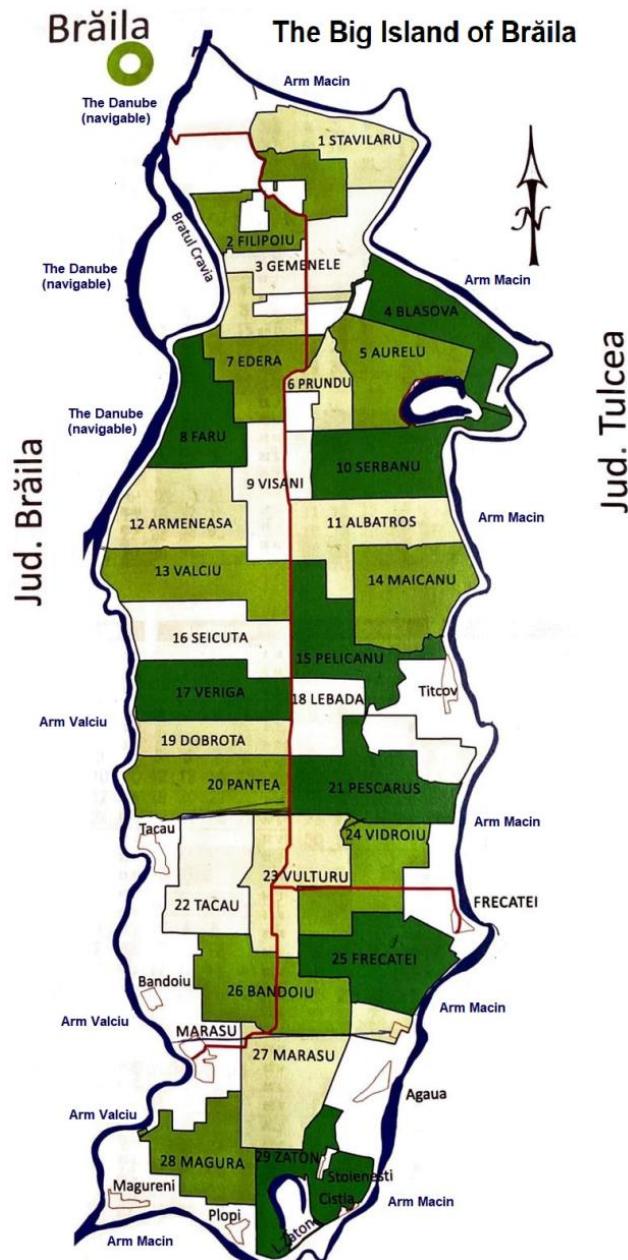 Brăila
The Big Island of Brăila
Arm Macin
The Danube
(navigable)
1 STAVILARU
N
Bratul Cravia
2 FILIPOIU
3 GEMENELE
The Danube
(navigable)
Arm Macin
4 BLASOVA
5 AURELU
7 EDERA
6 PRUNDU
Jud. Tulcea
The Danube
(navigable)
8 FARU
10 SERBANU
9 VISANI
Jud. Brăila
12 ARMENEASA
11 ALBATROS
Arm Macin
13 VALCIU
14 MAICANU
16 SEICUTA
15 PELICANU
17 VERIGA
18 LEBADA
Titcov
Arm Valciu
19 DOBROTA
20 PANTEA
21 PESCARUS
Tacau
24 VIDROIU
Arm Macin
23 VULTURU
22 TACAU
FRECATEI
25 FRECATEI
Bandoiu
26 BANDOIU
Arm Macin
Arm Valciu
MARASU
27 MARASU
Agaua
Arm Valciu
28 MAGURA
29 ZATON
Stoienesti
Magureni
Cistia
Arm Macin
Plopi
I. Zaton
Arm Macin